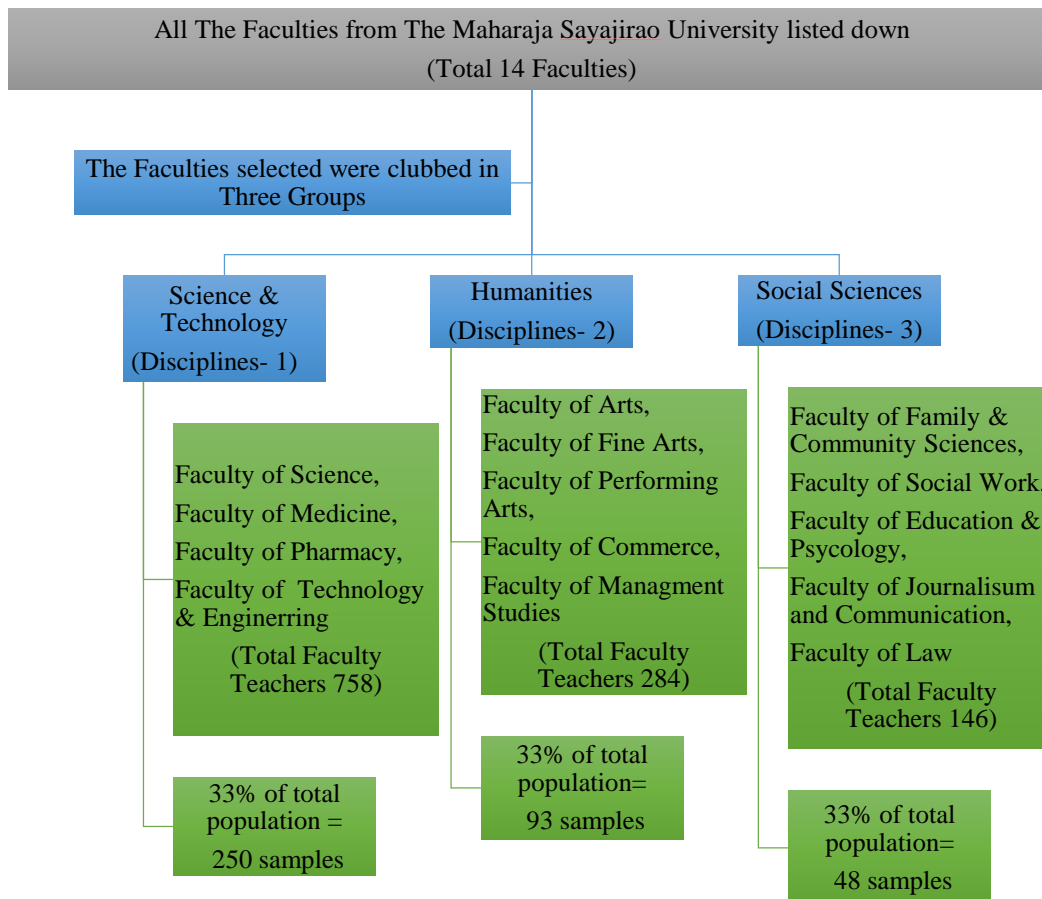 All The Faculties from The Maharaja Sayajirao University listed down
(Total 14 Faculties)
The Faculties selected were clubbed in
Three Groups
Science &
Technology
(Disciplines- 1)
Humanities
(Disciplines- 2)
Social Sciences
(Disciplines- 3)
Faculty of Science,
Faculty of Medicine,
Faculty of Pharmacy,
Faculty of Technology
& Enginerring
(Total Faculty
Teachers 758)
Faculty of Arts,
Faculty of Fine Arts,
Faculty of Performing
Arts,
Faculty of Commerce,
Faculty of Managment
Studies
(Total Faculty
Teachers 284)
Faculty of Family &
Community Sciences,
Faculty of Social Work,
Faculty of Education &
Psycology,
Faculty of Journalisum
and Communication,
Faculty of Law
(Total Faculty
Teachers 146)
33% of total
population =
250 samples
33% of total
population=
93 samples
33% of total
population=
48 samples